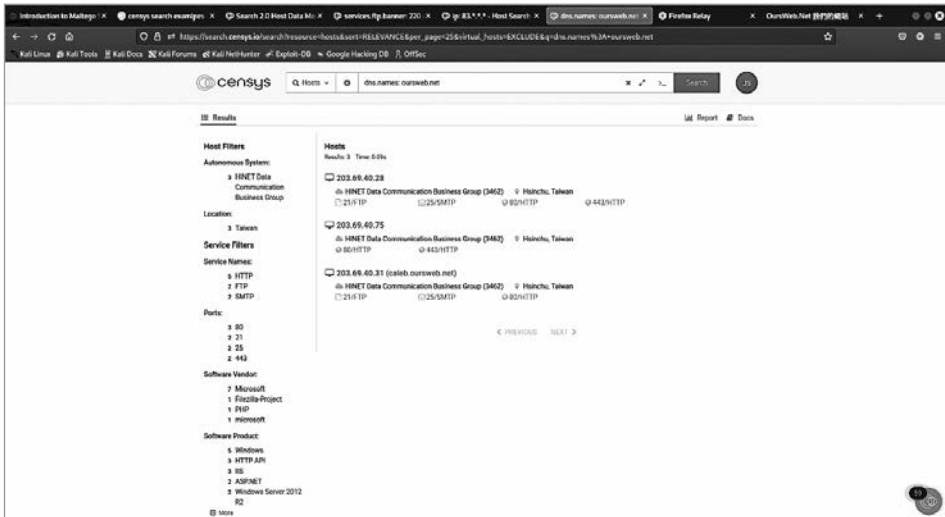 Introduction to Maltego
censys search exampes
Search 2.0 Host Data Mo
services.ftp.banner: 220
ip: 83.*.*.* - Host Search
dns.names: oursweb.net
Firefox Relay
OursWeb.Net 我們的網站
https://search.censys.io/search?resource=hosts&sort=RELEVANCE&per_page=25&virtual_hosts=EXCLUDE&q=dns.names%3A+oursweb.net
Kali Linux Kali Tools Kali Docs Kali Forums Kali NetHunter Exploit-DB Google Hacking DB OffSec
censys
Hosts
dns.names: oursweb.net
Search
Results
Report Docs
Host Filters
Autonomous System:
3 HINET Data
Communication
Business Group
Location:
3 Taiwan
Service Filters
Service Names:
5 HTTP
2 FTP
2 SMTP
Ports:
3 80
2 21
2 25
2 443
Software Vendor:
7 Microsoft
1 Filezilla-Project
1 PHP
1 microsoft
Software Product:
5 Windows
3 HTTP API
3 IIS
2 ASP.NET
2 Windows Server 2012
R2
More
Hosts
Results: 3 Time: 0.09s
203.69.40.28
HINET Data Communication Business Group (3462) Hsinchu, Taiwan
21/FTP 25/SMTP 80/HTTP 443/HTTP
203.69.40.75
HINET Data Communication Business Group (3462) Hsinchu, Taiwan
80/HTTP 443/HTTP
203.69.40.31 (caleb.oursweb.net)
HINET Data Communication Business Group (3462) Hsinchu, Taiwan
21/FTP 25/SMTP 80/HTTP
PREVIOUS NEXT